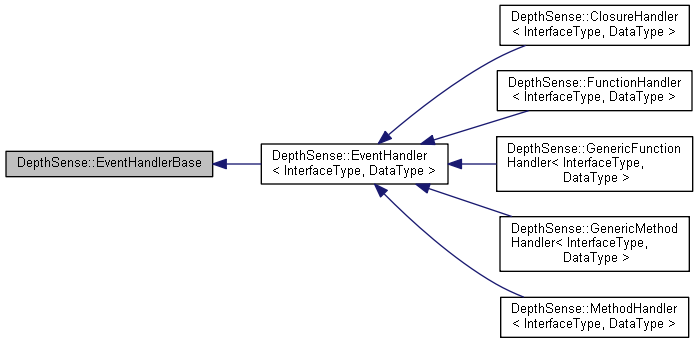 DepthSense::EventHandlerBase
DepthSense::EventHandler
< InterfaceType, DataType >
DepthSense::ClosureHandler
< InterfaceType, DataType >
DepthSense::FunctionHandler
< InterfaceType, DataType >
DepthSense::GenericFunction
Handler< InterfaceType,
DataType >
DepthSense::GenericMethod
Handler< InterfaceType,
DataType >
DepthSense::MethodHandler
< InterfaceType, DataType >